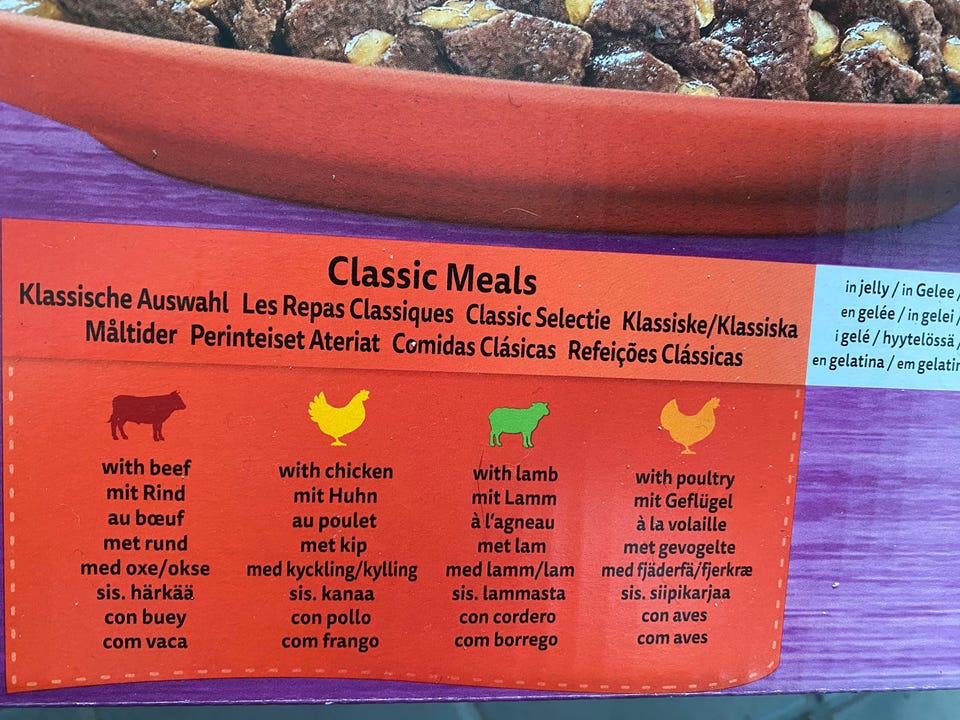 Classic Meals
Klassische Auswahl Les Repas Classiques Classic Selectie Klassiske/Klassiska
Måltider Perinteiset Ateriat Comidas Clásicas Refeições Clássicas
in jelly / in Gelee /
en gelée / in gelei /
i gelé / hyytelössä /
en gelatina / em gelatin
with beef
mit Rind
au bœuf
met rund
med oxe/okse
sis. härkää
con buey
com vaca
with chicken
mit Huhn
au poulet
met kip
med kyckling/kylling
sis. kanaa
con pollo
com frango
with lamb
mit Lamm
à l'agneau
met lam
med lamm/lam
sis. lammasta
con cordero
com borrego
with poultry
mit Geflügel
à la volaille
met gevogelte
med fjäderfä/fjerkræ
sis. siipikarjaa
con aves
com aves